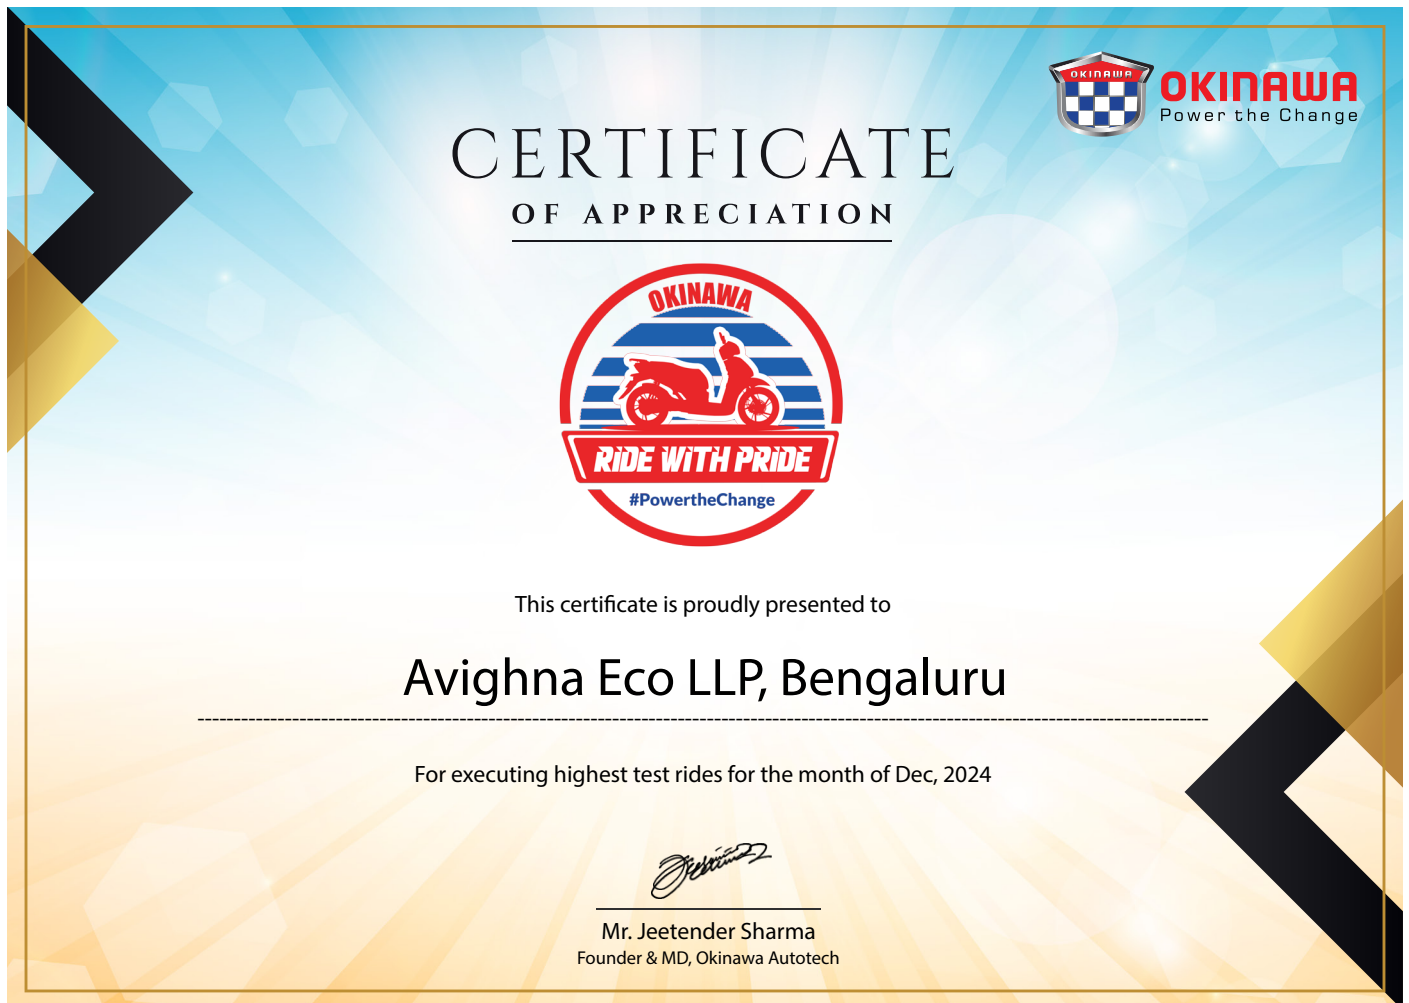 OKINAWA
OKINAWA
Power the Change
CERTIFICATE
OF APPRECIATION
OKINAWA
RIDE WITH PRIDE
#PowertheChange
This certificate is proudly presented to
Avighna Eco LLP, Bengaluru
For executing highest test rides for the month of Dec, 2024
Mr. Jeetender Sharma
Founder & MD, Okinawa Autotech